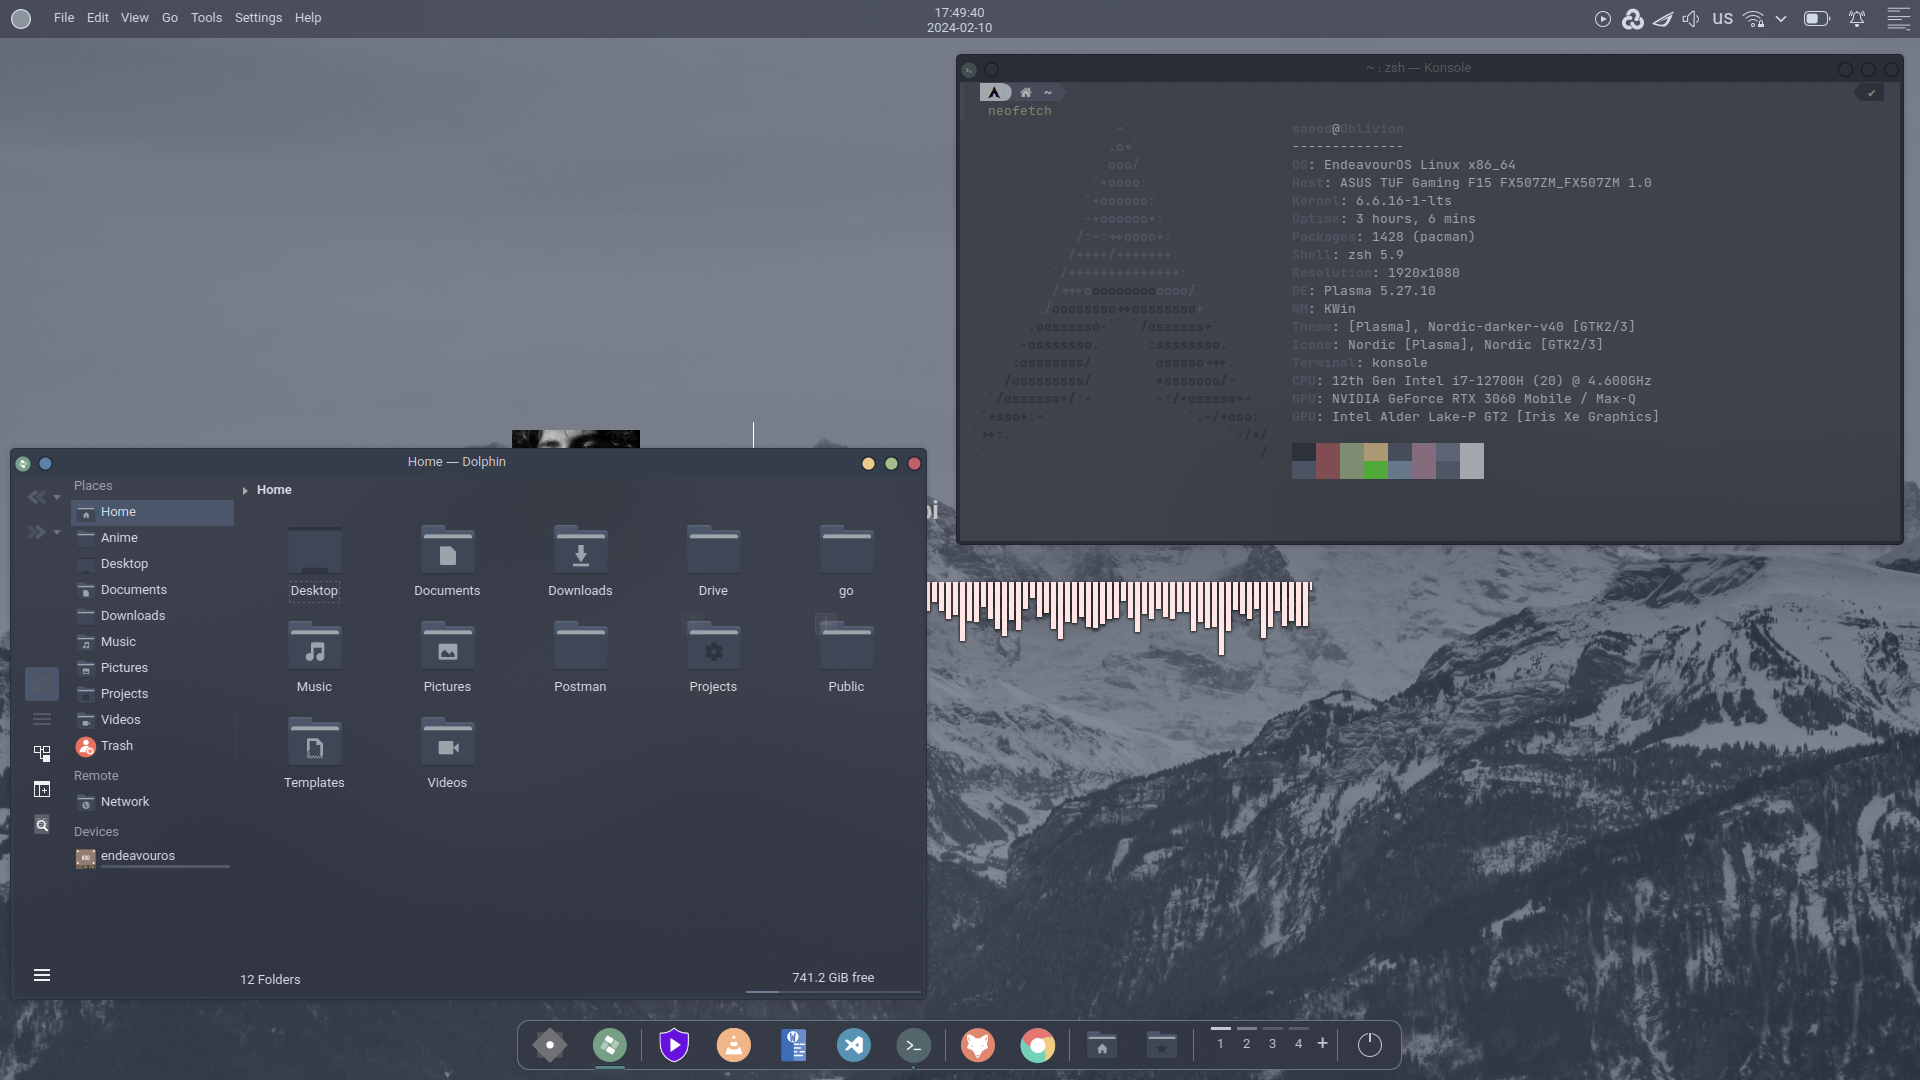 File Edit View Go Tools Settings Help
17:49:40
2024-02-10
US
~ : zsh — Konsole
~
neofetch
saeed@Oblivion
--------------
OS: EndeavourOS Linux x86_64
Host: ASUS TUF Gaming F15 FX507ZM_FX507ZM 1.0
Kernel: 6.6.16-1-lts
Uptime: 3 hours, 6 mins
Packages: 1428 (pacman)
Shell: zsh 5.9
Resolution: 1920x1080
DE: Plasma 5.27.10
WM: KWin
Theme: [Plasma], Nordic-darker-v40 [GTK2/3]
Icons: Nordic [Plasma], Nordic [GTK2/3]
Terminal: konsole
CPU: 12th Gen Intel i7-12700H (20) @ 4.600GHz
GPU: NVIDIA GeForce RTX 3060 Mobile / Max-Q
GPU: Intel Alder Lake-P GT2 [Iris Xe Graphics]
Home — Dolphin
Places
Home
Anime
Desktop
Documents
Downloads
Music
Pictures
Projects
Videos
Trash
Remote
Network
Devices
endeavouros
Home
Desktop Documents Downloads Drive go
Music Pictures Postman Projects Public
Templates Videos
12 Folders
741.2 GiB free
1 2 3 4 +